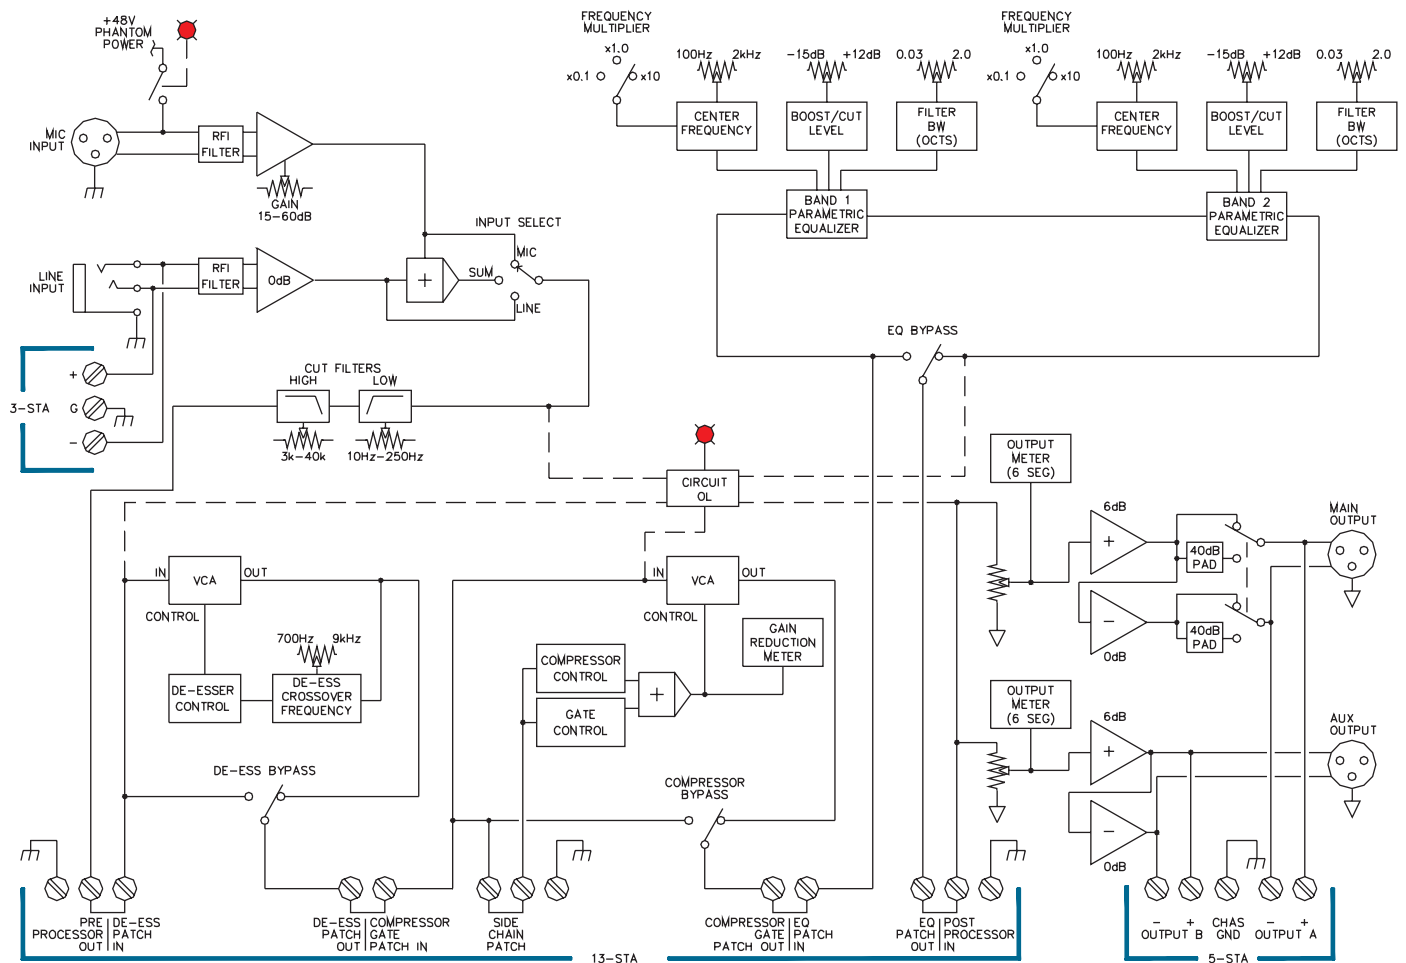 +48V
PHANTOM
POWER
MIC
INPUT
RFI
FILTER
GAIN
15-60dB
LINE
INPUT
RFI
FILTER
0dB
INPUT SELECT
+
SUM
MIC
LINE
3-STA
+
G
-
CUT FILTERS
HIGH
LOW
3k-40k
10Hz-250Hz
FREQUENCY
MULTIPLIER
x1.0
x0.1
x10
100Hz
2kHz
-15dB
+12dB
0.03
2.0
CENTER
FREQUENCY
BOOST/CUT
LEVEL
FILTER
BW
(OCTS)
BAND 1
PARAMETRIC
EQUALIZER
FREQUENCY
MULTIPLIER
x1.0
x0.1
x10
100Hz
2kHz
-15dB
+12dB
0.03
2.0
CENTER
FREQUENCY
BOOST/CUT
LEVEL
FILTER
BW
(OCTS)
BAND 2
PARAMETRIC
EQUALIZER
EQ BYPASS
CIRCUIT
OL
IN
VCA
OUT
CONTROL
700Hz
9kHz
DE-ESSER
CONTROL
DE-ESS
CROSSOVER
FREQUENCY
DE-ESS BYPASS
IN
VCA
OUT
CONTROL
COMPRESSOR
CONTROL
GATE
CONTROL
+
GAIN
REDUCTION
METER
COMPRESSOR
BYPASS
OUTPUT
METER
(6 SEG)
6dB
+
-
0dB
40dB
PAD
40dB
PAD
MAIN
OUTPUT
OUTPUT
METER
(6 SEG)
6dB
+
-
0dB
AUX
OUTPUT
PRE
PROCESSOR
OUT
DE-ESS
PATCH
IN
DE-ESS
PATCH
OUT
COMPRESSOR
GATE
PATCH IN
SIDE
CHAIN
PATCH
COMPRESSOR
GATE
PATCH OUT
EQ
PATCH
IN
EQ
PATCH
OUT
POST
PROCESSOR
IN
13-STA
- +
OUTPUT B
CHAS
GND
- +
OUTPUT A
5-STA